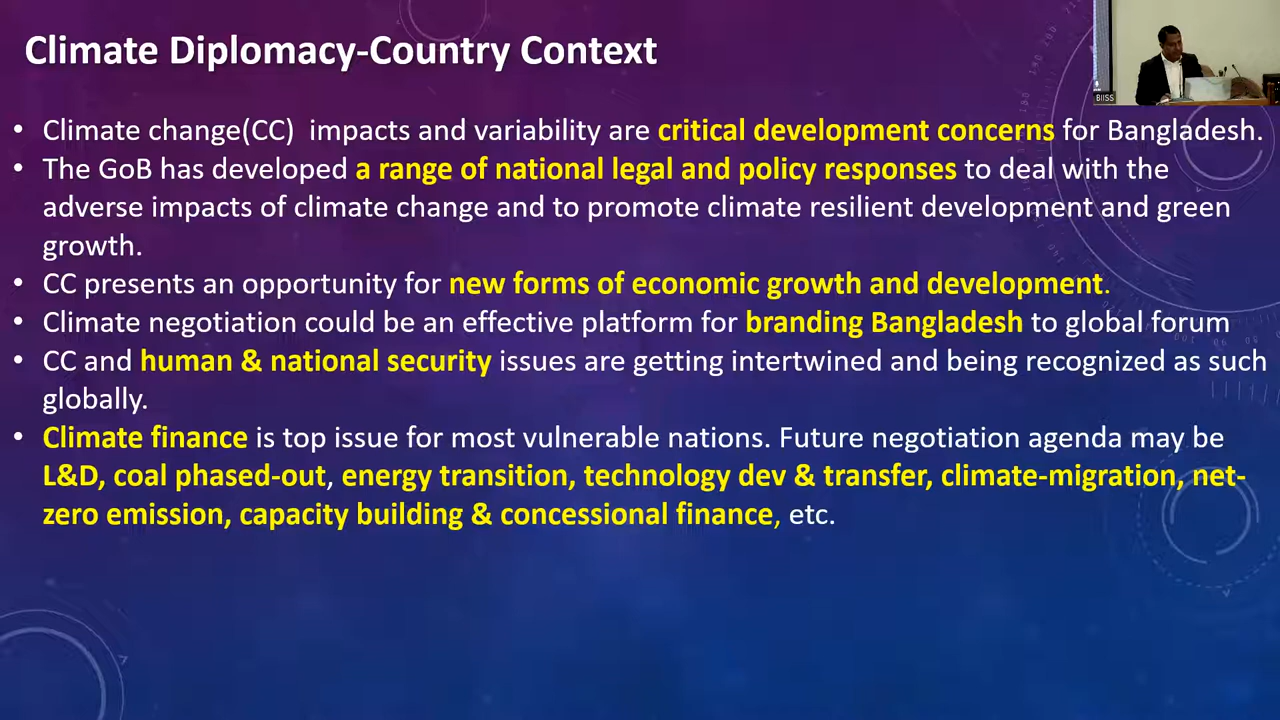 Climate Diplomacy-Country Context
BIISS
• Climate change(CC)  impacts and variability are critical development concerns for Bangladesh.
• The GoB has developed a range of national legal and policy responses to deal with the
adverse impacts of climate change and to promote climate resilient development and green
growth.
• CC presents an opportunity for new forms of economic growth and development.
• Climate negotiation could be an effective platform for branding Bangladesh to global forum
• CC and human & national security issues are getting intertwined and being recognized as such
globally.
• Climate finance is top issue for most vulnerable nations. Future negotiation agenda may be
L&D, coal phased-out, energy transition, technology dev & transfer, climate-migration, net-
zero emission, capacity building & concessional finance, etc.